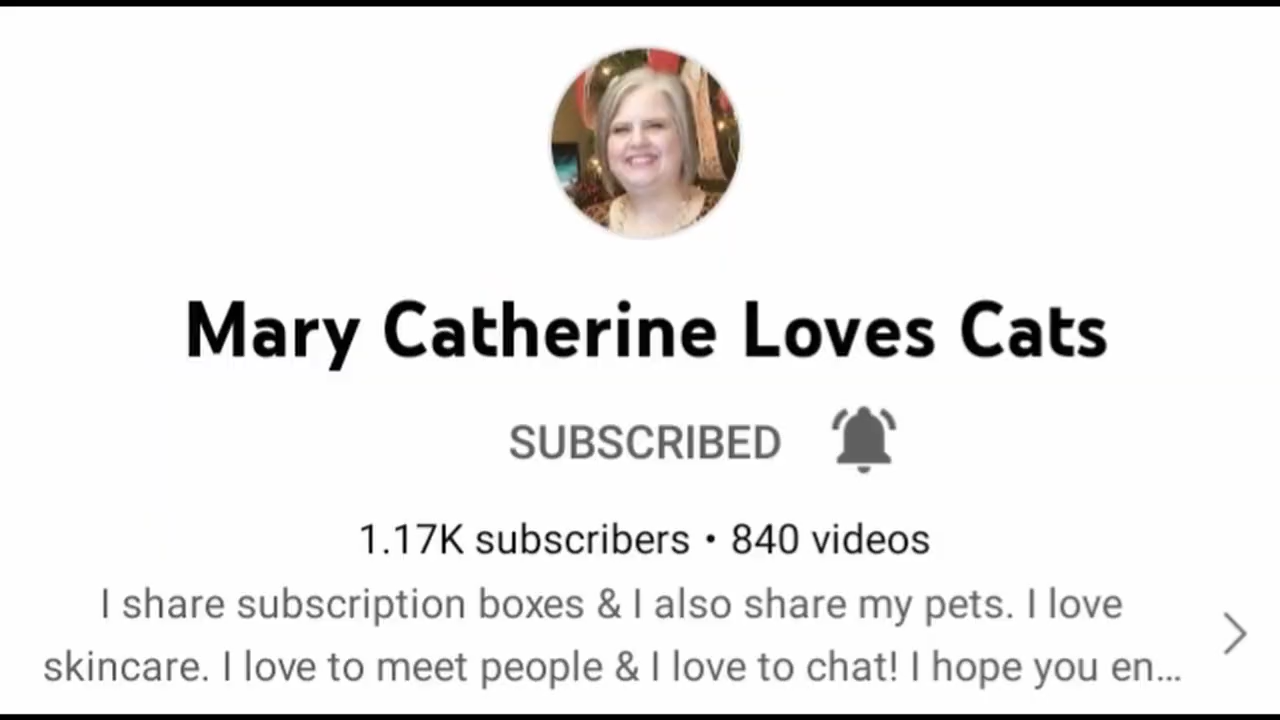 Mary Catherine Loves Cats
SUBSCRIBED
1.17K subscribers • 840 videos
I share subscription boxes & I also share my pets. I love
skincare. I love to meet people & I love to chat! I hope you en...